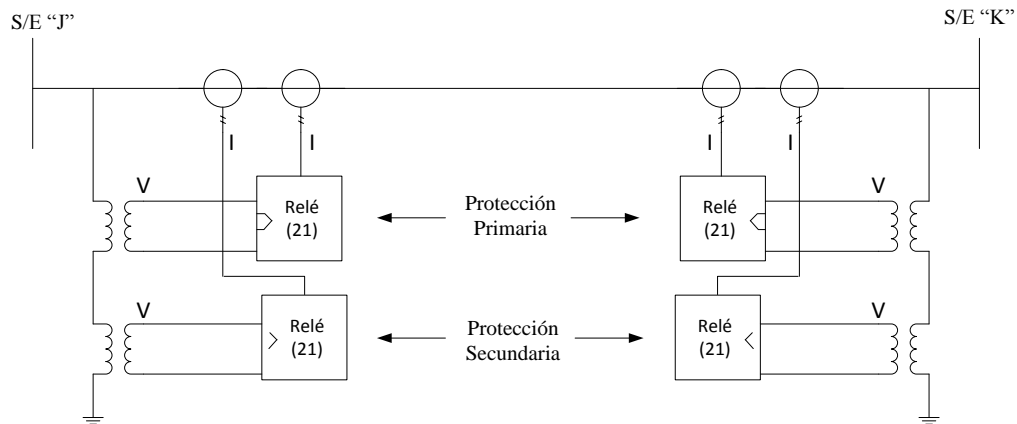 S/E “J”
S/E “K”
I
I
I
I
V
Relé
(21)
Protección
Primaria
Relé
(21)
V
V
Relé
(21)
Protección
Secundaria
Relé
(21)
V